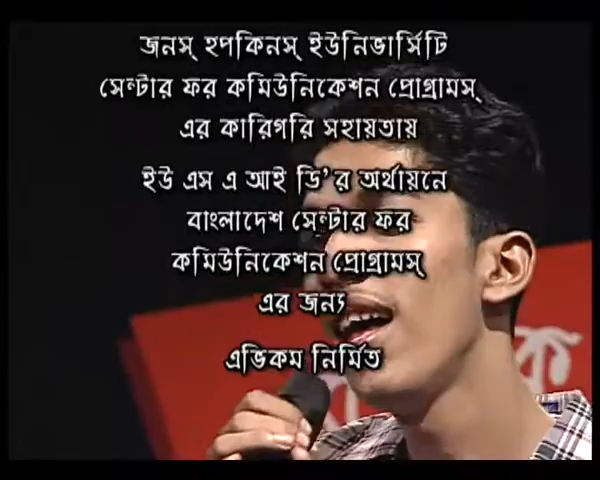 জনস্ হপকিনস্ ইউনিভার্সিটি
সেন্টার ফর কমিউনিকেশন প্রোগ্রামস্
এর কারিগরি সহায়তায়
ইউ এস এ আই ডি'র অর্থায়নে
বাংলাদেশ সেন্টার ফর
কমিউনিকেশন প্রোগ্রামস্
এর জন্য
এভিকম নির্মিত